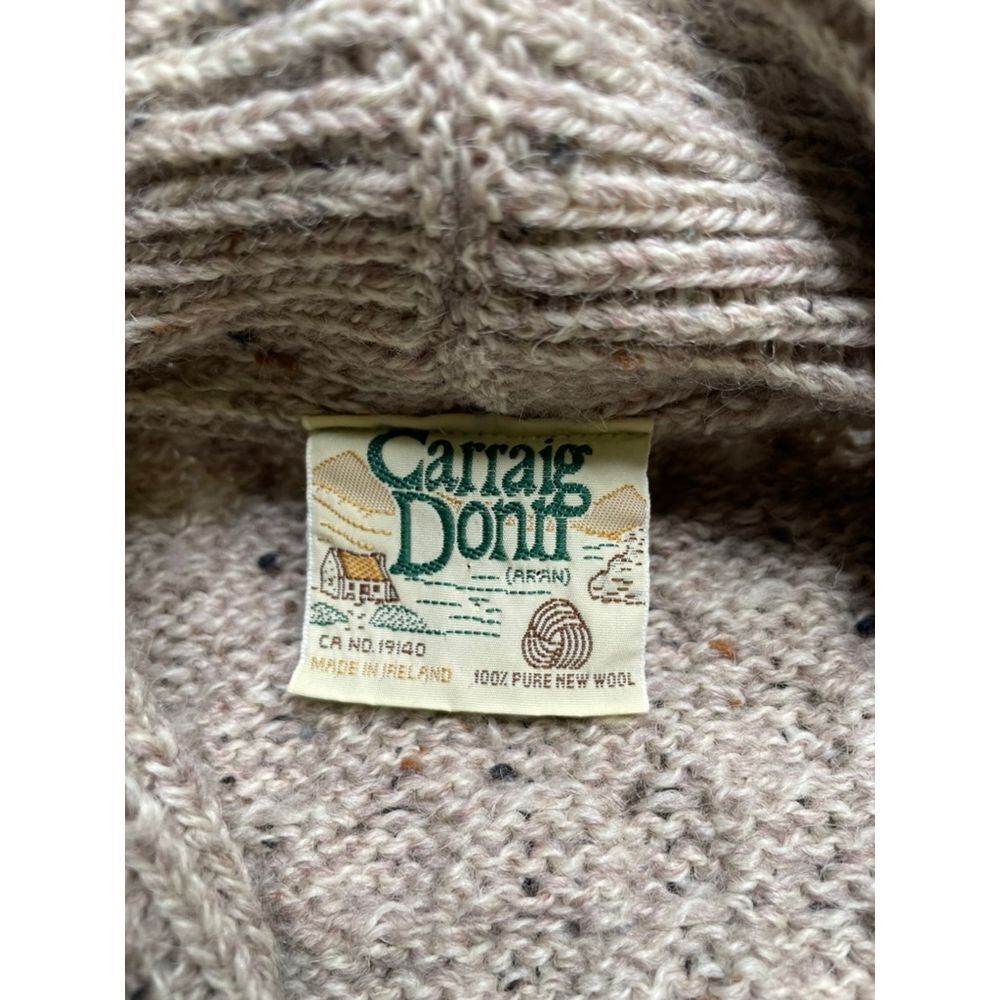 Carraig
Donn
(ARAN)
CA NO. 19140
MADE IN IRELAND
100% PURE NEW WOOL